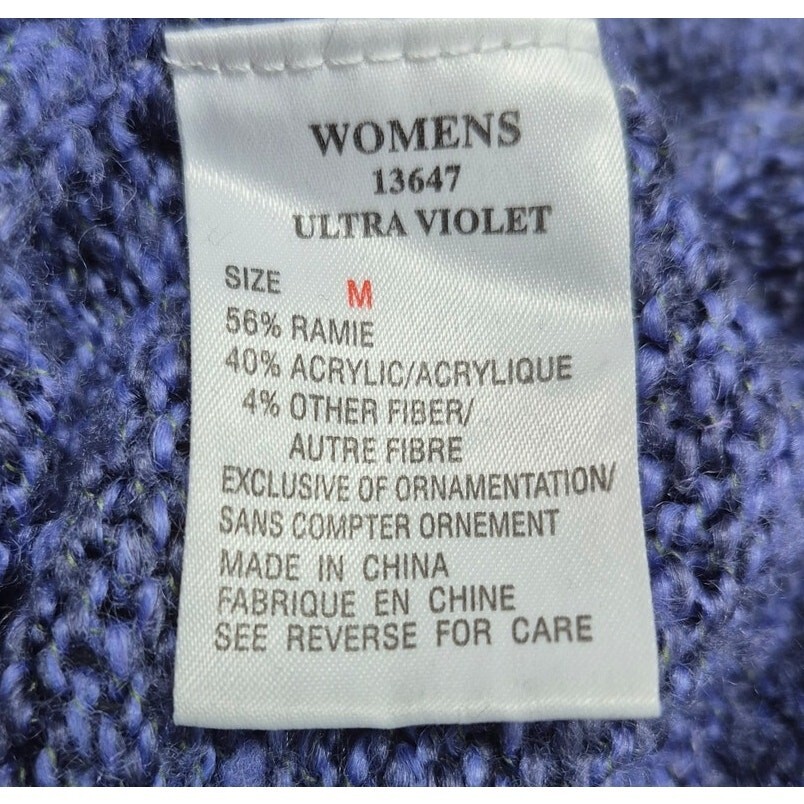 WOMENS
13647
ULTRA VIOLET
SIZE M
56% RAMIE
40% ACRYLIC/ACRYLIQUE
4% OTHER FIBER/
AUTRE FIBRE
EXCLUSIVE OF ORNAMENTATION/
SANS COMPTER ORNEMENT
MADE IN CHINA
FABRIQUE EN CHINE
SEE REVERSE FOR CARE